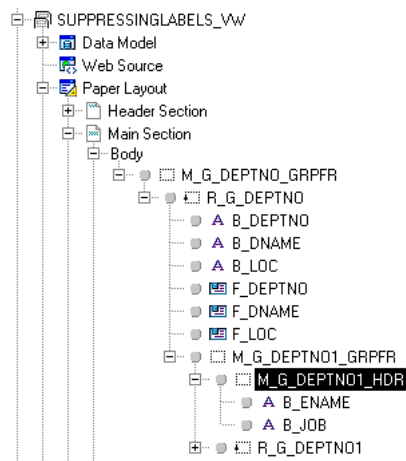 SUPPRESSINGLABELS_VW
Data Model
Web Source
Paper Layout
Header Section
Main Section
Body
M_G_DEPTNO_GRPFR
R_G_DEPTNO
A B_DEPTNO
A B_DNAME
A B_LOC
F_DEPTNO
F_DNAME
F_LOC
M_G_DEPTNO1_GRPFR
M_G_DEPTNO1_HDR
A B_ENAME
A B_JOB
R_G_DEPTNO1